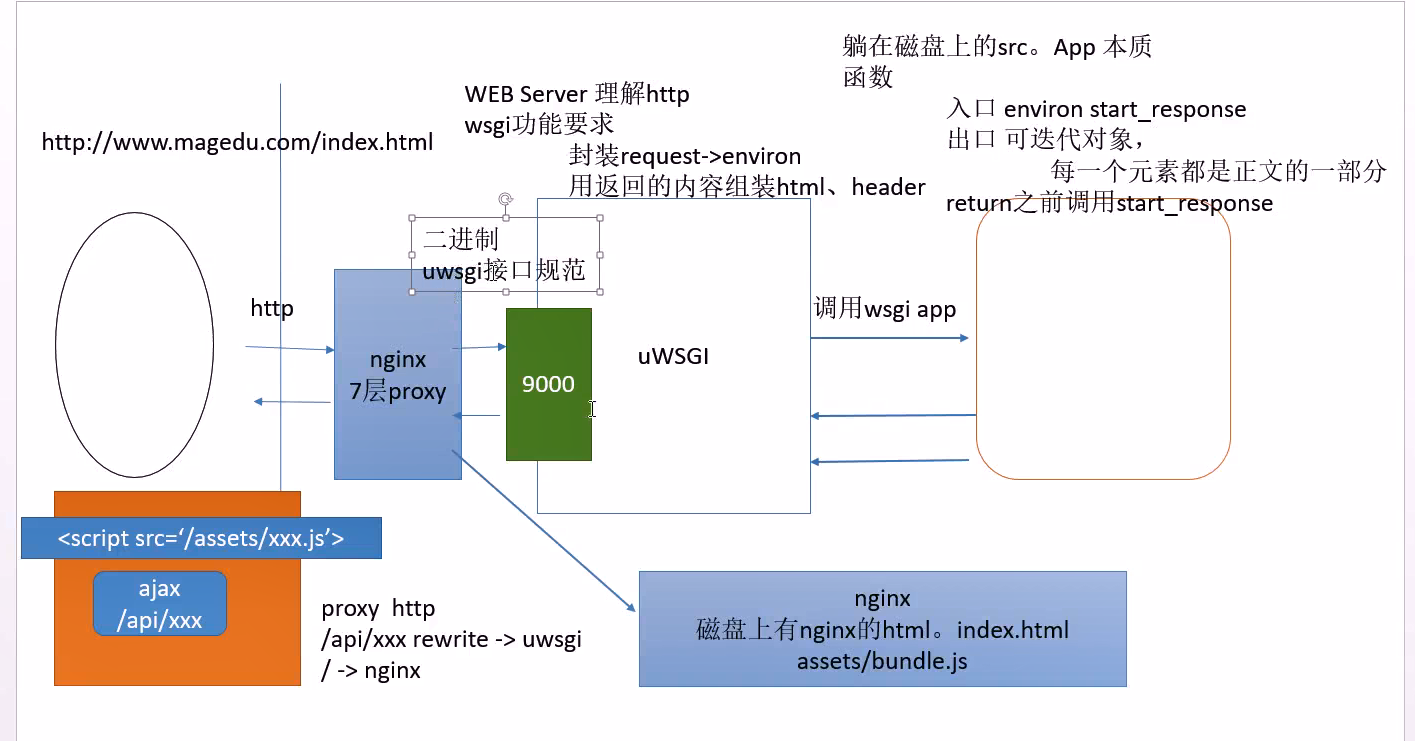 躺在磁盘上的src。App 本质
函数
入口 environ start_response
出口 可迭代对象，
每一个元素都是正文的一部分
return之前调用start_response
WEB Server 理解http
wsgi功能要求
封装request->environ
用返回的内容组装html、header
http://www.magedu.com/index.html
二进制
uwsgi接口规范
http
nginx
7层proxy
9000
uWSGI
调用wsgi app
<script src=‘/assets/xxx.js’>
ajax
/api/xxx
proxy  http
/api/xxx rewrite -> uwsgi
/ -> nginx
nginx
磁盘上有nginx的html。index.html
assets/bundle.js